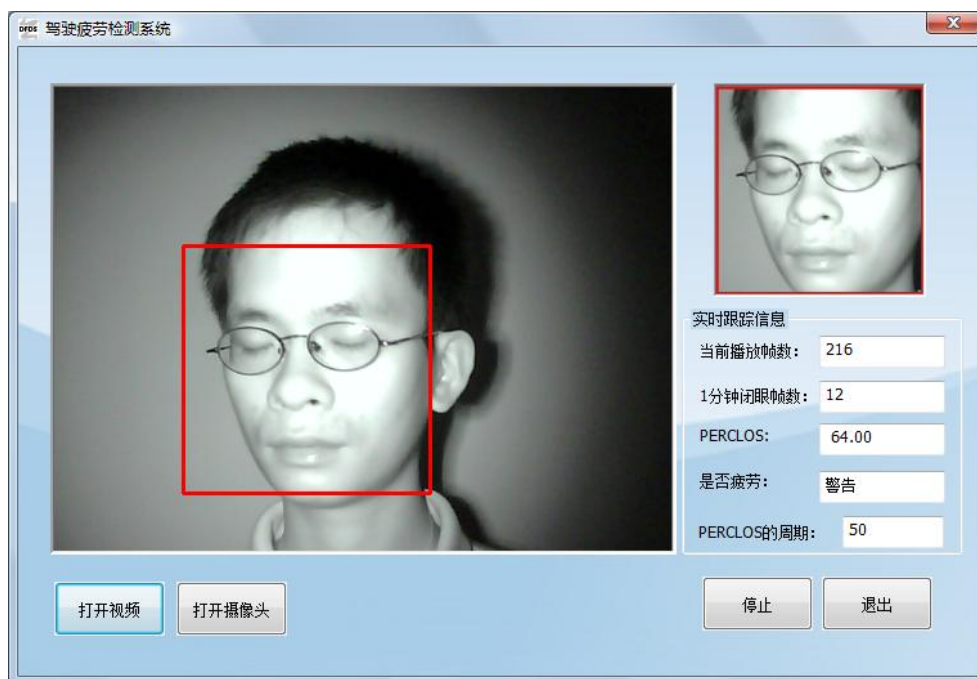 DFDS 驾驶疲劳检测系统
实时跟踪信息
当前播放帧数： 216
1分钟闭眼帧数： 12
PERCLOS: 64.00
是否疲劳： 警告
PERCLOS的周期： 50
打开视频 打开摄像头 停止 退出